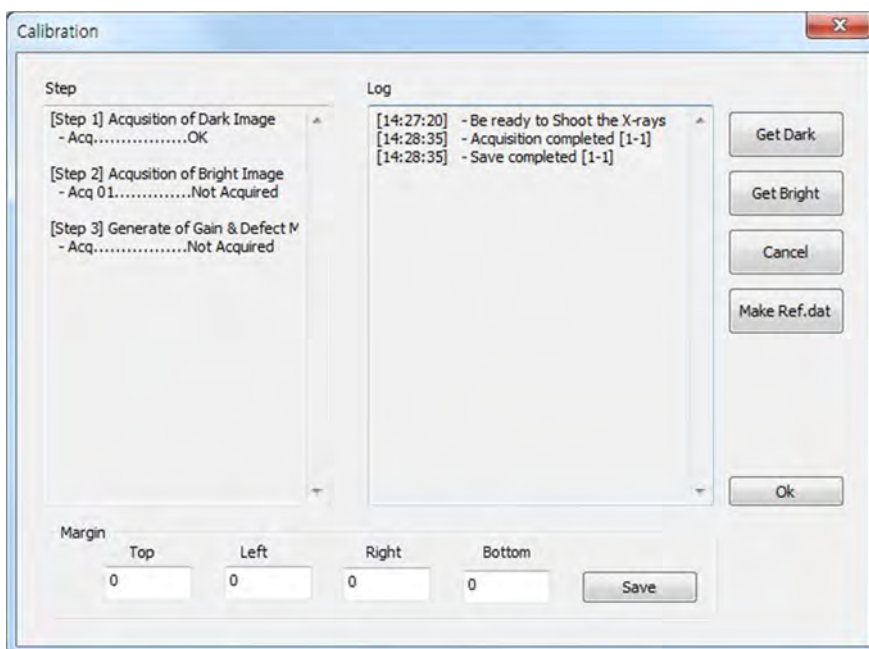 Calibration
Step
[Step 1] Acqusition of Dark Image
- Acq.................OK
[Step 2] Acqusition of Bright Image
- Acq 01..............Not Acquired
[Step 3] Generate of Gain & Defect M
- Acq.................Not Acquired
Log
[14:27:20] - Be ready to Shoot the X-rays
[14:28:35] - Acquisition completed [1-1]
[14:28:35] - Save completed [1-1]
Get Dark
Get Bright
Cancel
Make Ref.dat
Ok
Margin
Top Left Right Bottom
0 0 0 0 Save